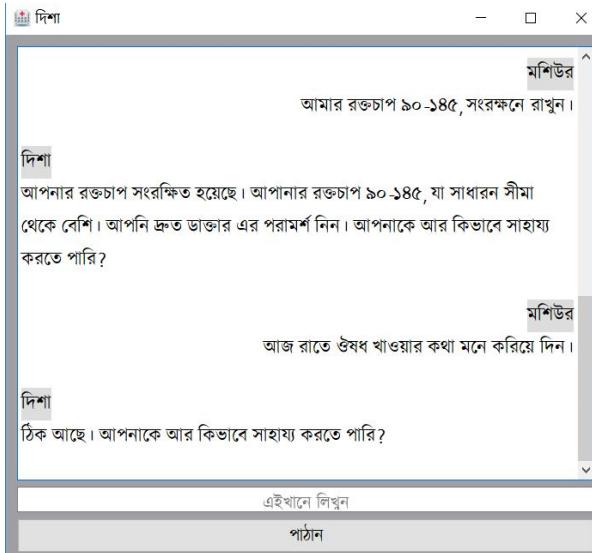 দিশা
মশিউর
আমার রক্তচাপ ৯০-১৪৫, সংরক্ষনে রাখুন।
দিশা
আপনার রক্তচাপ সংরক্ষিত হয়েছে। আপানার রক্তচাপ ৯০-১৪৫, যা সাধারন সীমা
থেকে বেশি। আপনি দ্রুত ডাক্তার এর পরামর্শ নিন। আপনাকে আর কিভাবে সাহায্য
করতে পারি?
মশিউর
আজ রাতে ঔষধ খাওয়ার কথা মনে করিয়ে দিন।
দিশা
ঠিক আছে। আপনাকে আর কিভাবে সাহায্য করতে পারি?
এইখানে লিখুন
পাঠান